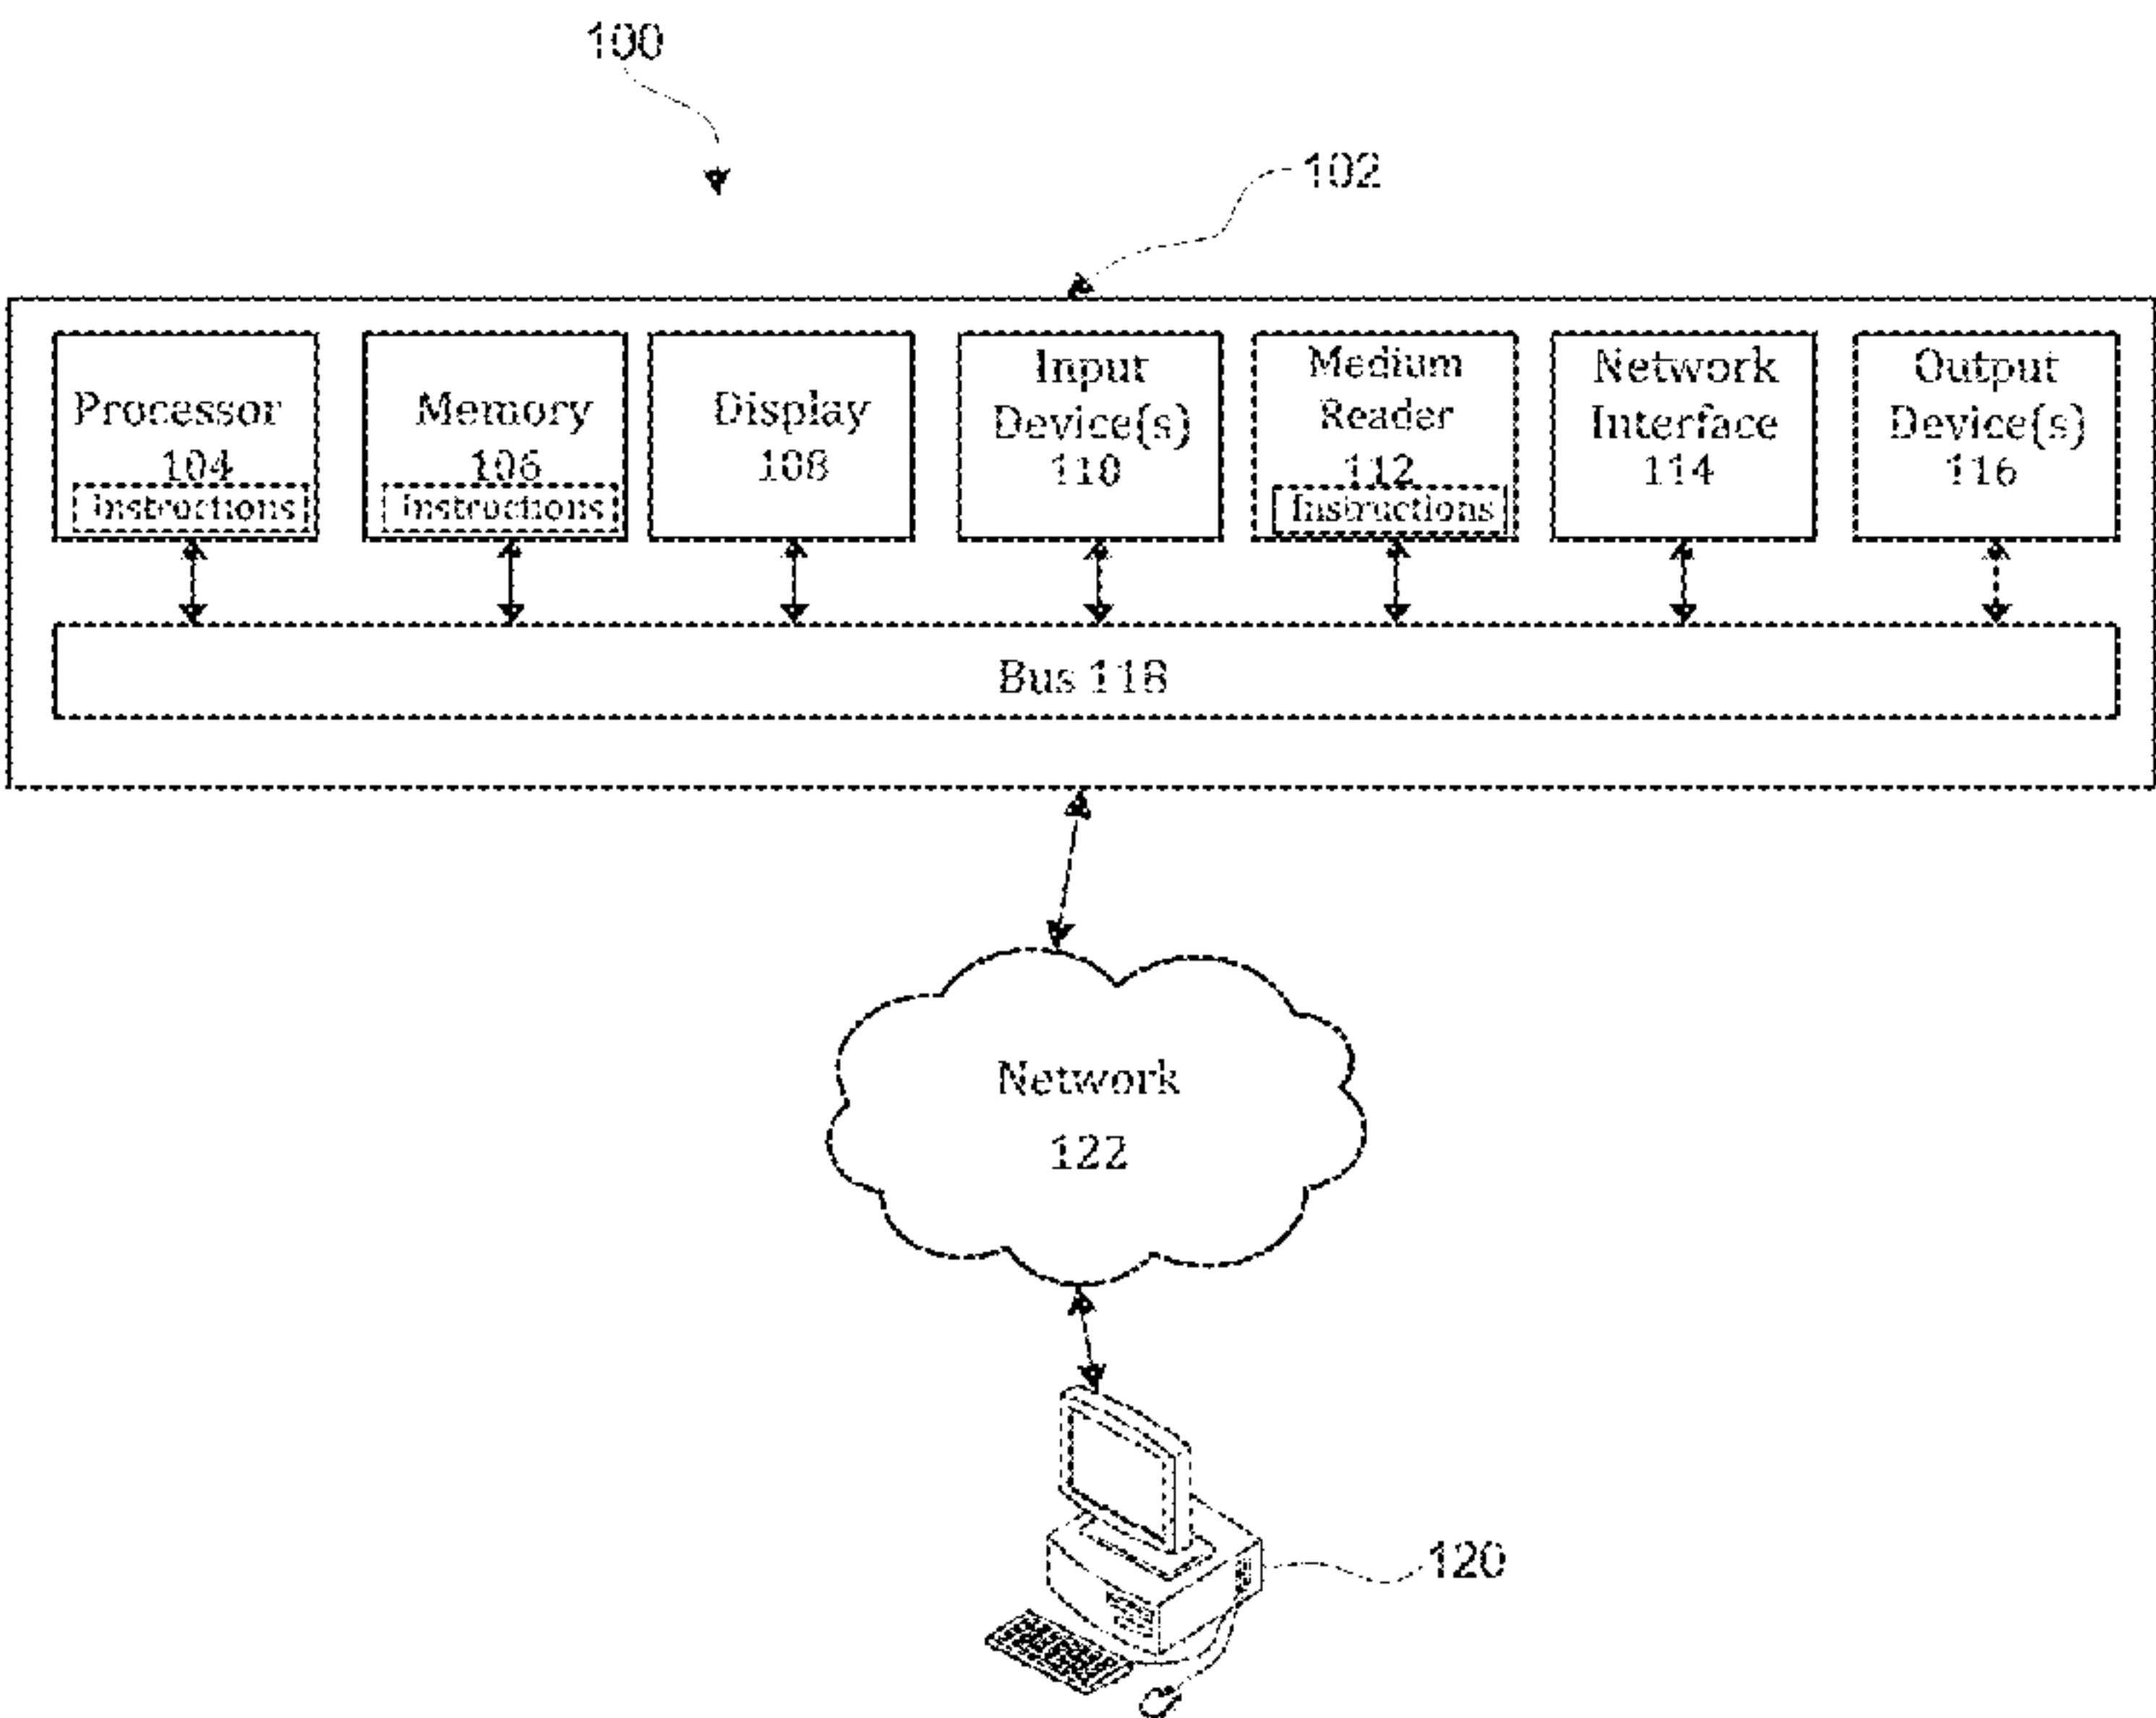 100
102
Processor
104
Instructions
Memory
106
Instructions
Display
108
Input
Device(s)
110
Medium
Reader
112
Instructions
Network
Interface
114
Output
Device(s)
116
Bus 118
Network
122
120